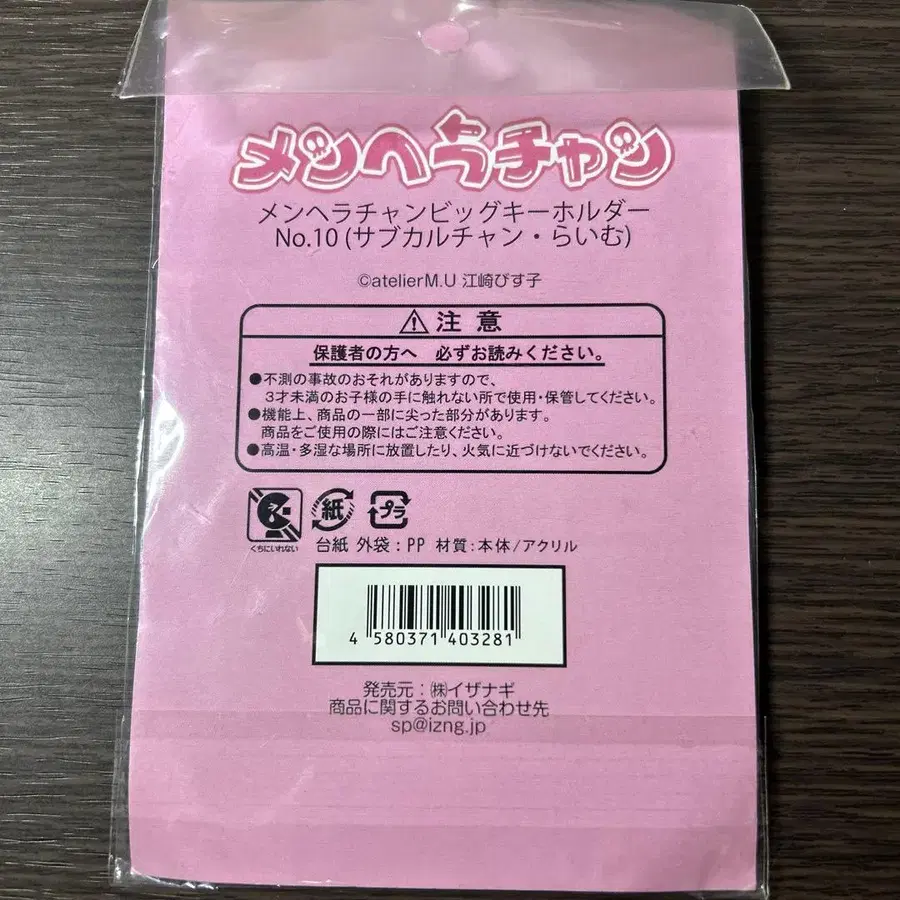 メンヘラチャン
メンヘラチャンビッグキーホルダー
No.10 (サブカルチャン・らいむ)
©atelierM.U 江崎びす子
⚠注 意
保護者の方へ 必ずお読みください。
●不測の事故のおそれがありますので、
3才未満のお子様の手に触れない所で使用・保管してください。
●機能上、商品の一部に尖った部分があります。
商品をご使用の際にはご注意ください。
●高温・多湿な場所に放置したり、火気に近づけないでください。
紙 プラ
くちにいれない 台紙 外袋：PP 材質：本体/アクリル
4 580371 403281
発売元：㈱イザナギ
商品に関するお問い合わせ先
sp@izng.jp